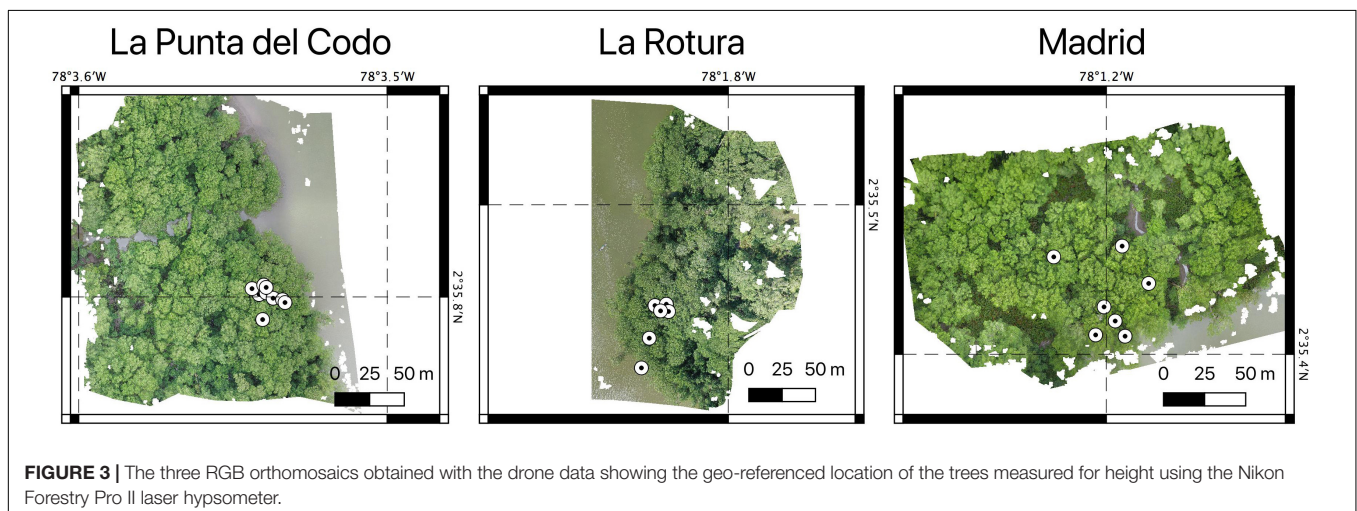 La Punta del Codo
78°3.6'W
78°3.5'W
2°35.8'N
0 25 50 m
La Rotura
78°1.8'W
2°35.5'N
0 25 50 m
Madrid
78°1.2'W
2°35.4'N
0 25 50 m
FIGURE 3 | The three RGB orthomosaics obtained with the drone data showing the geo-referenced location of the trees measured for height using the Nikon
Forestry Pro II laser hypsometer.